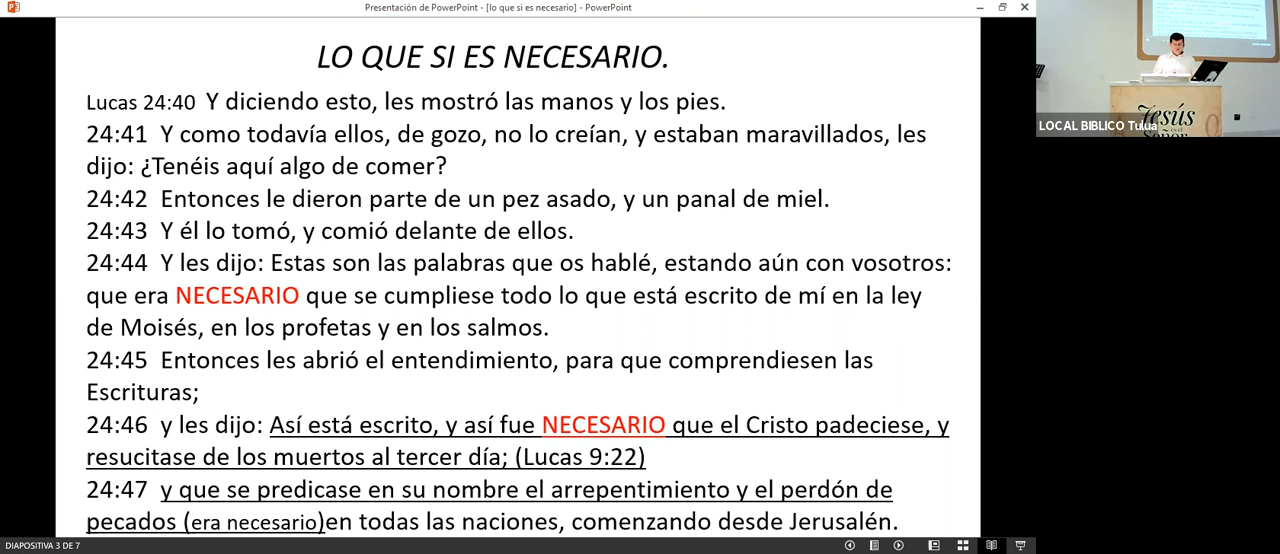 Presentación de PowerPoint - [lo que si es necesario] - PowerPoint
LO QUE SI ES NECESARIO.
Lucas 24:40 Y diciendo esto, les mostró las manos y los pies.
24:41 Y como todavía ellos, de gozo, no lo creían, y estaban maravillados, les
dijo: ¿Tenéis aquí algo de comer?
24:42 Entonces le dieron parte de un pez asado, y un panal de miel.
24:43 Y él lo tomó, y comió delante de ellos.
24:44 Y les dijo: Estas son las palabras que os hablé, estando aún con vosotros:
que era NECESARIO que se cumpliese todo lo que está escrito de mí en la ley
de Moisés, en los profetas y en los salmos.
24:45 Entonces les abrió el entendimiento, para que comprendiesen las
Escrituras;
24:46 y les dijo: Así está escrito, y así fue NECESARIO que el Cristo padeciese, y
resucitase de los muertos al tercer día; (Lucas 9:22)
24:47 y que se predicase en su nombre el arrepentimiento y el perdón de
pecados (era necesario)en todas las naciones, comenzando desde Jerusalén.
DIAPOSITIVA 3 DE 7
Jesús
es el
Señor
LOCAL BIBLICO Tulua